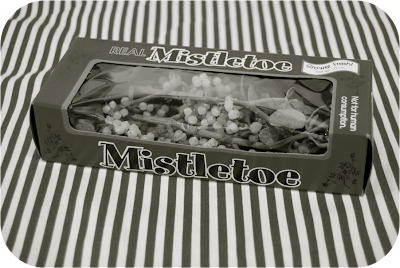 REAL Mistletoe
Not for human
consumption.
Mistletoe